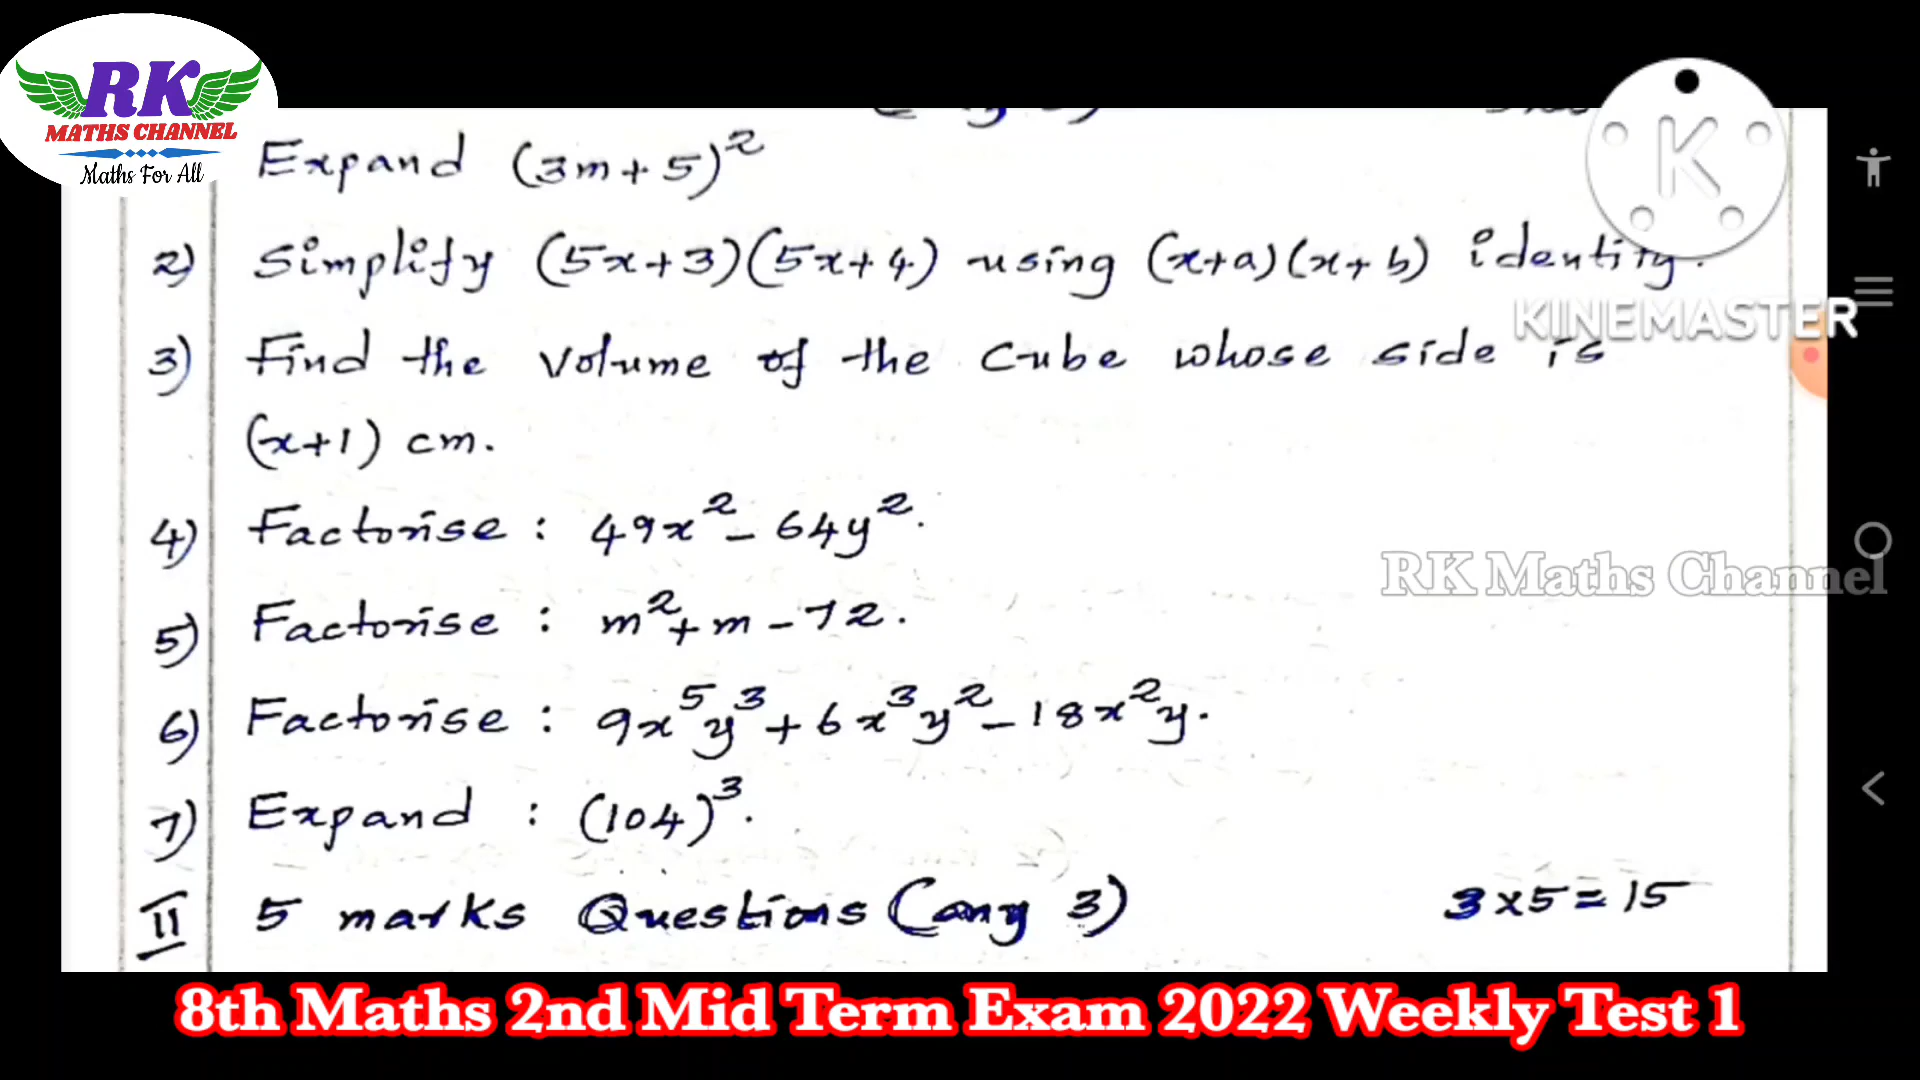 RK
MATHS CHANNEL
Maths For All
Expand (3m+5)²
2) Simplify (5x+3)(5x+4) using (x+a)(x+b) identity.
K
KINEMASTER
3) Find the volume of the Cube whose side is
(x+1) cm.
4) Factorise : 49x² - 64y².
RK Maths Channel
5) Factorise : m²+m-72.
6) Factorise : 9x⁵y³ + 6x³y² - 18x²y.
7) Expand : (104)³.
II 5 marks Questions (any 3) 3x5=15
8th Maths 2nd Mid Term Exam 2022 Weekly Test 1